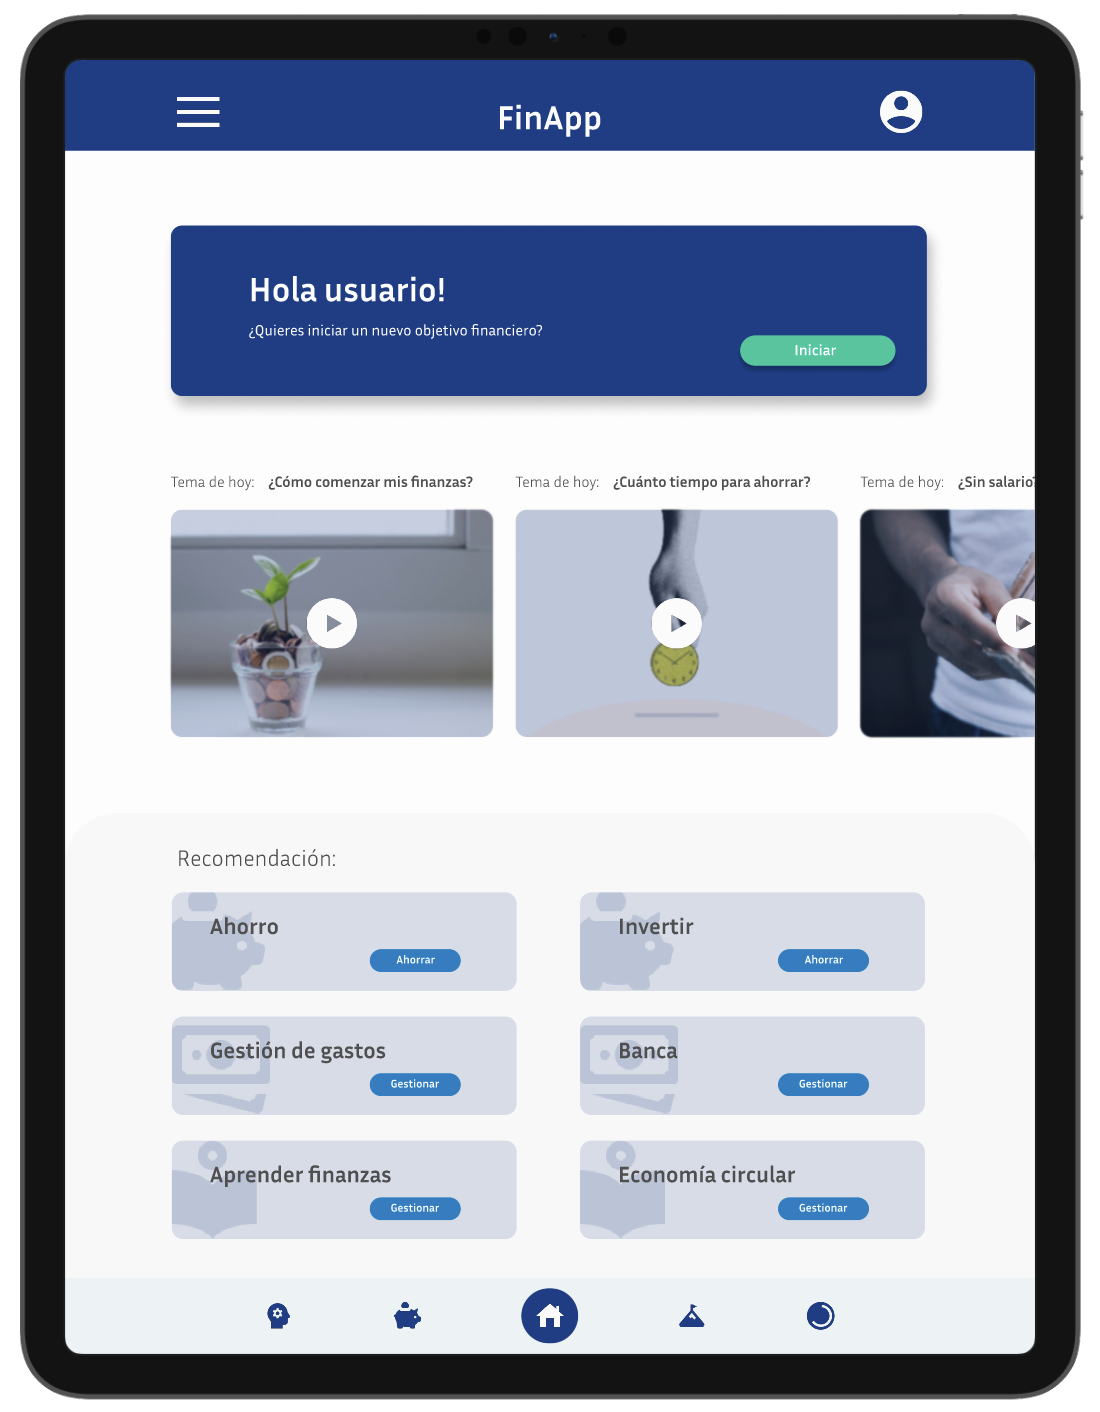 FinApp
Hola usuario!
¿Quieres iniciar un nuevo objetivo financiero?
Iniciar
Tema de hoy: ¿Cómo comenzar mis finanzas?
Tema de hoy: ¿Cuánto tiempo para ahorrar?
Tema de hoy: ¿Sin salario?
Recomendación:
Ahorro
Ahorrar
Invertir
Ahorrar
Gestión de gastos
Gestionar
Banca
Gestionar
Aprender finanzas
Gestionar
Economía circular
Gestionar